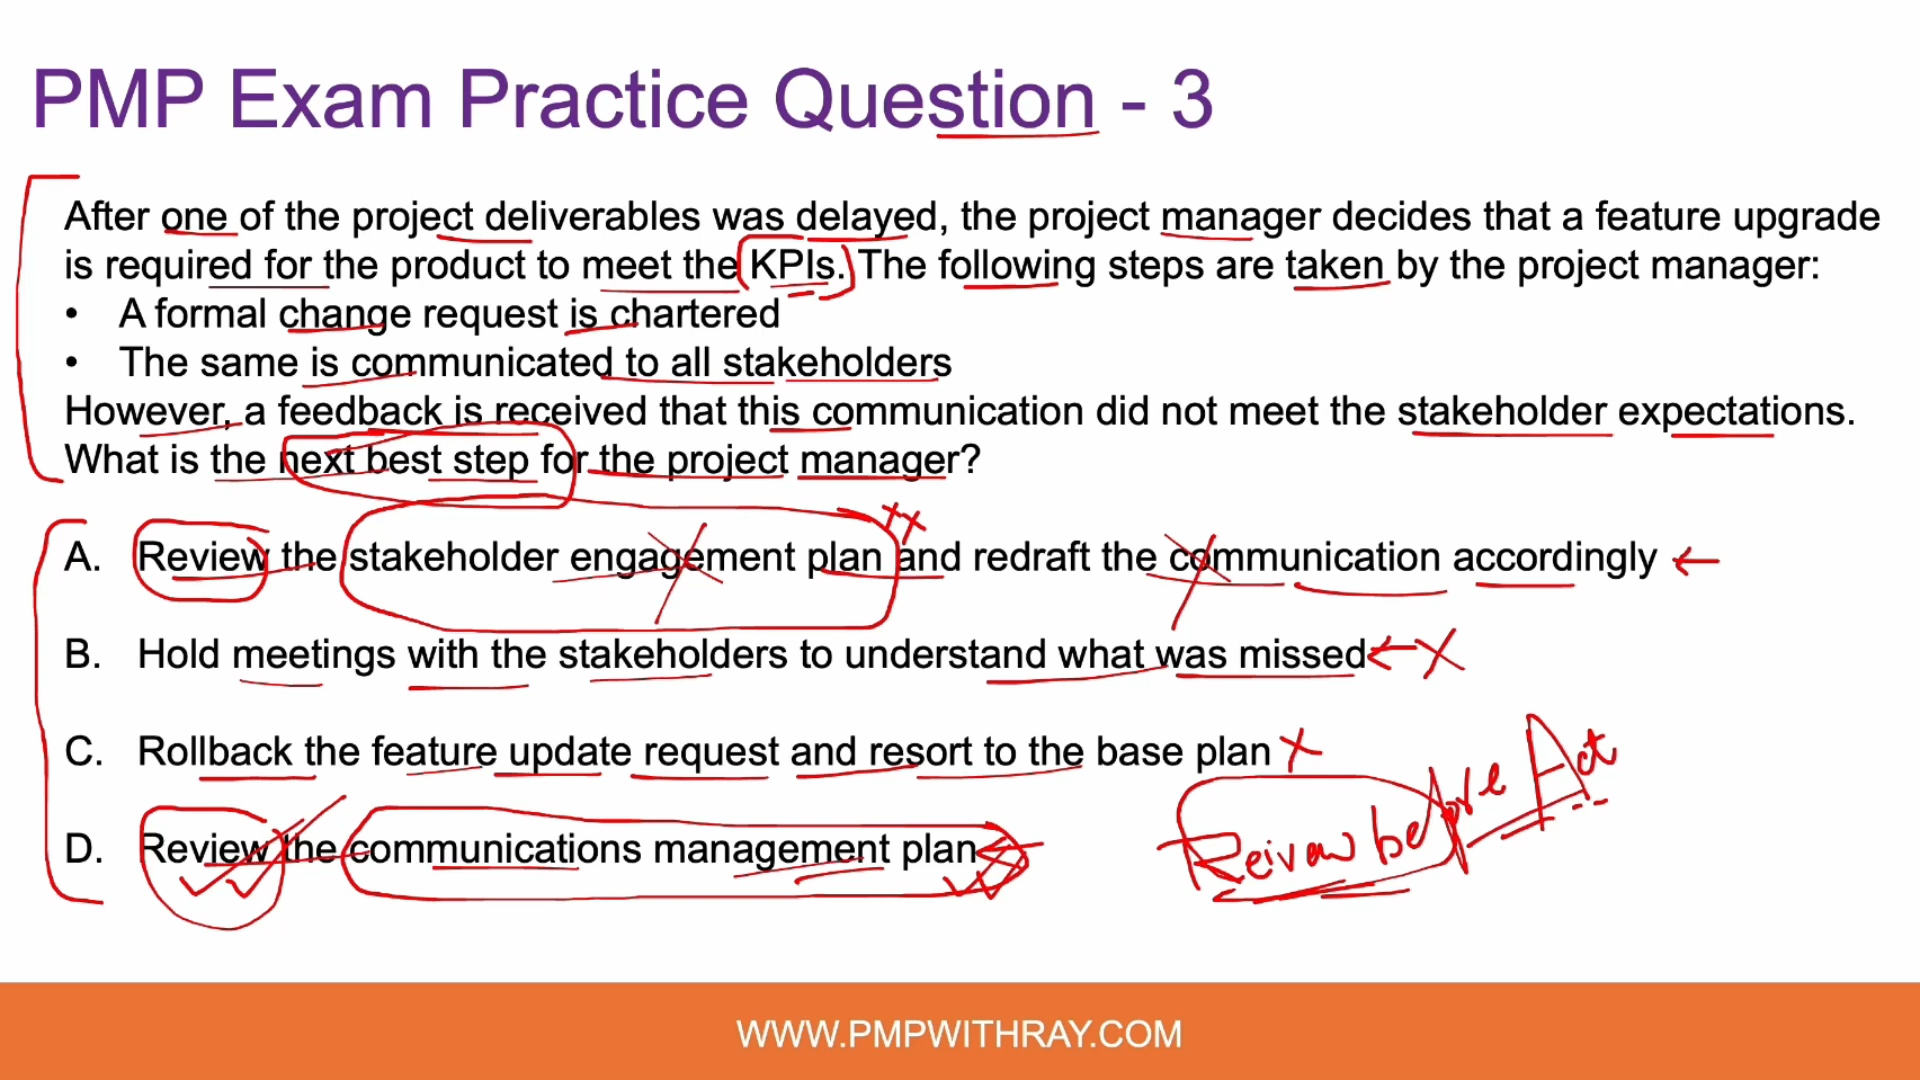 PMP Exam Practice Question - 3
After one of the project deliverables was delayed, the project manager decides that a feature upgrade
is required for the product to meet the KPIs. The following steps are taken by the project manager:
• A formal change request is chartered
• The same is communicated to all stakeholders
However, a feedback is received that this communication did not meet the stakeholder expectations.
What is the next best step for the project manager?
A. Review the stakeholder engagement plan and redraft the communication accordingly
B. Hold meetings with the stakeholders to understand what was missed
C. Rollback the feature update request and resort to the base plan
D. Review the communications management plan
Reivew before Act
WWW.PMPWITHRAY.COM